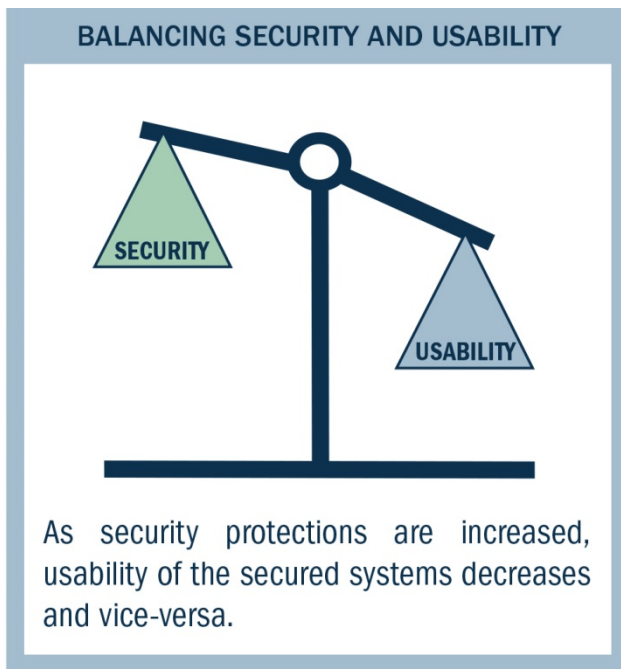 BALANCING SECURITY AND USABILITY
SECURITY
USABILITY
As security protections are increased,
usability of the secured systems decreases
and vice-versa.